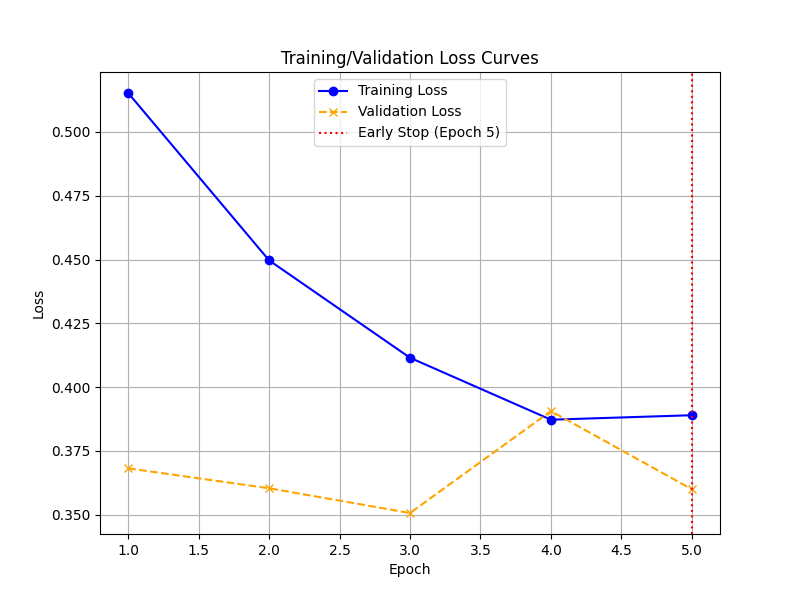 Training/Validation Loss Curves
Training Loss
Validation Loss
Early Stop (Epoch 5)
0.500
0.475
0.450
0.425
0.400
0.375
0.350
Loss
1.0 1.5 2.0 2.5 3.0 3.5 4.0 4.5 5.0
Epoch